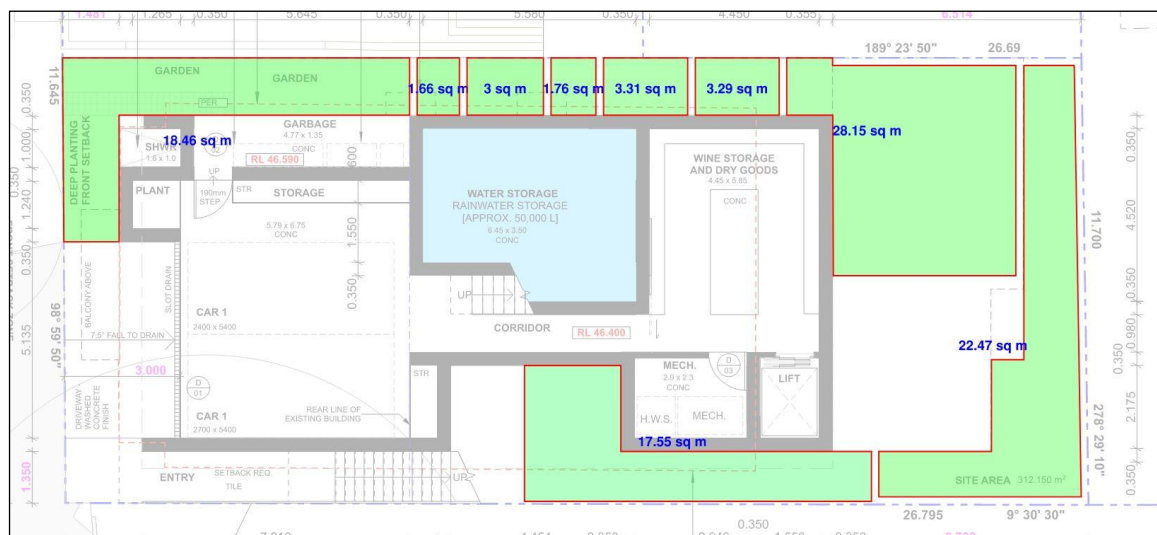 1.481
1.265
0.350
5.645
0.350
5.580
0.350
4.450
0.355
6.514
189° 23' 50"
26.69
11.645
GARDEN
GARDEN
1.66 sq m
3 sq m
1.76 sq m
3.31 sq m
3.29 sq m
28.15 sq m
PER
0.350
1.000
0.350
1.240
0.350
5.135
1.350
DEEP PLANTING
FRONT SETBACK
18.46 sq m
SHWR
1.6 x 1.0
02
GARBAGE
4.77 x 1.35
CONC
RL 46.590
.600
UP
190mm
STEP
STR
STORAGE
PLANT
5.79 x 6.75
CONC
1.550
0.350
WATER STORAGE
RAINWATER STORAGE
[APPROX. 50,000 L]
6.45 x 3.50
CONC
WINE STORAGE
AND DRY GOODS
4.45 x 5.85
CONC
0.350
4.520
11.700
0.350
0.980
0.350
2.175
0.350
BALCONY ABOVE
SLOT DRAIN
98° 59' 50"
CAR 1
2400 x 5400
7.5° FALL TO DRAIN
3.000
UP
CORRIDOR
RL 46.400
22.47 sq m
D
01
STR
MECH.
2.9 x 2.3
CONC
D
03
LIFT
H.W.S.
MECH.
DRIVEWAY
WASHED
CONCRETE
FINISH
CAR 1
2700 x 5400
REAR LINE OF
EXISTING BUILDING
17.55 sq m
278° 29' 10"
ENTRY
SETBACK REQ.
TILE
UP
SITE AREA 312.150 m²
26.795
9° 30' 30"
0.350